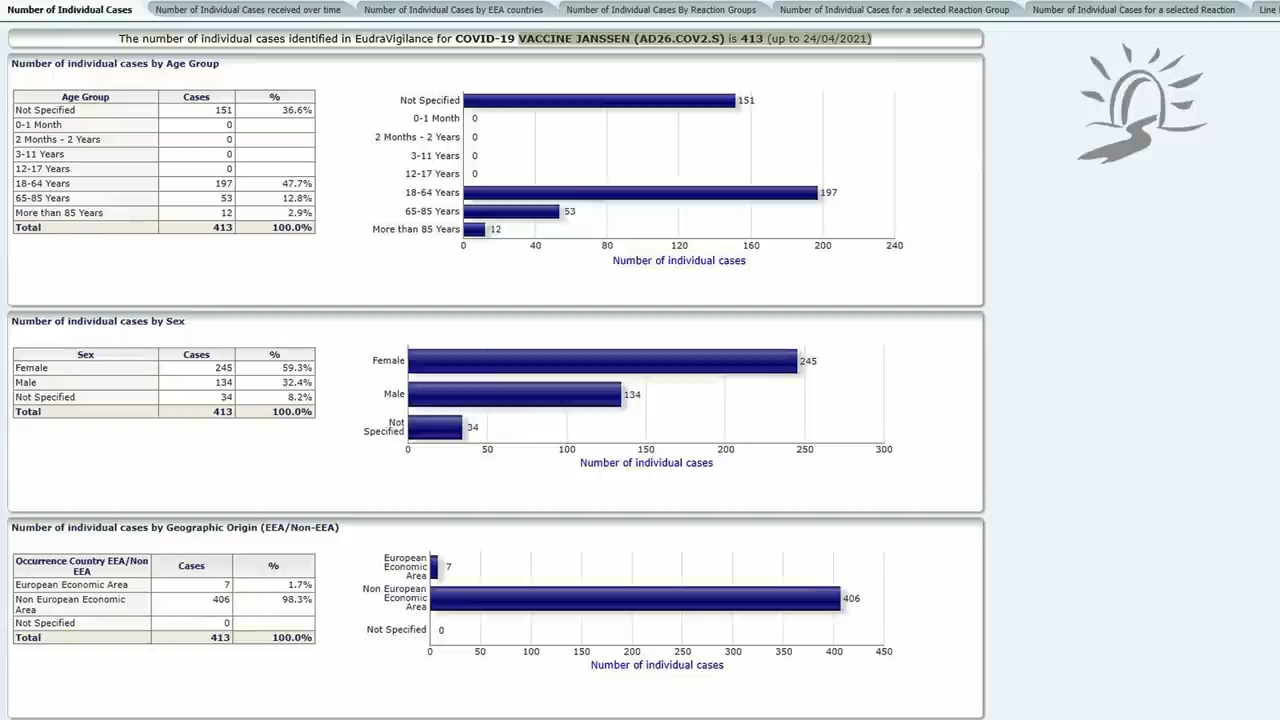 Number of Individual Cases
Number of Individual Cases received over time
Number of Individual Cases by EEA countries
Number of Individual Cases By Reaction Groups
Number of Individual Cases for a selected Reaction Group
Number of Individual Cases for a selected Reaction
Line
The number of individual cases identified in EudraVigilance for COVID-19 VACCINE JANSSEN (AD26.COV2.S) is 413 (up to 24/04/2021)
Number of individual cases by Age Group
Age Group Cases %
Not Specified 151 36.6%
0-1 Month 0
2 Months - 2 Years 0
3-11 Years 0
12-17 Years 0
18-64 Years 197 47.7%
65-85 Years 53 12.8%
More than 85 Years 12 2.9%
Total 413 100.0%
Not Specified 151
0-1 Month 0
2 Months - 2 Years 0
3-11 Years 0
12-17 Years 0
18-64 Years 197
65-85 Years 53
More than 85 Years 12
0 40 80 120 160 200 240
Number of individual cases
Number of individual cases by Sex
Sex Cases %
Female 245 59.3%
Male 134 32.4%
Not Specified 34 8.2%
Total 413 100.0%
Female 245
Male 134
Not
Specified 34
0 50 100 150 200 250 300
Number of individual cases
Number of individual cases by Geographic Origin (EEA/Non-EEA)
Occurrence Country EEA/Non
EEA Cases %
European Economic Area 7 1.7%
Non European Economic
Area 406 98.3%
Not Specified 0
Total 413 100.0%
European
Economic
Area 7
Non European
Economic
Area 406
Not Specified 0
0 50 100 150 200 250 300 350 400 450
Number of individual cases